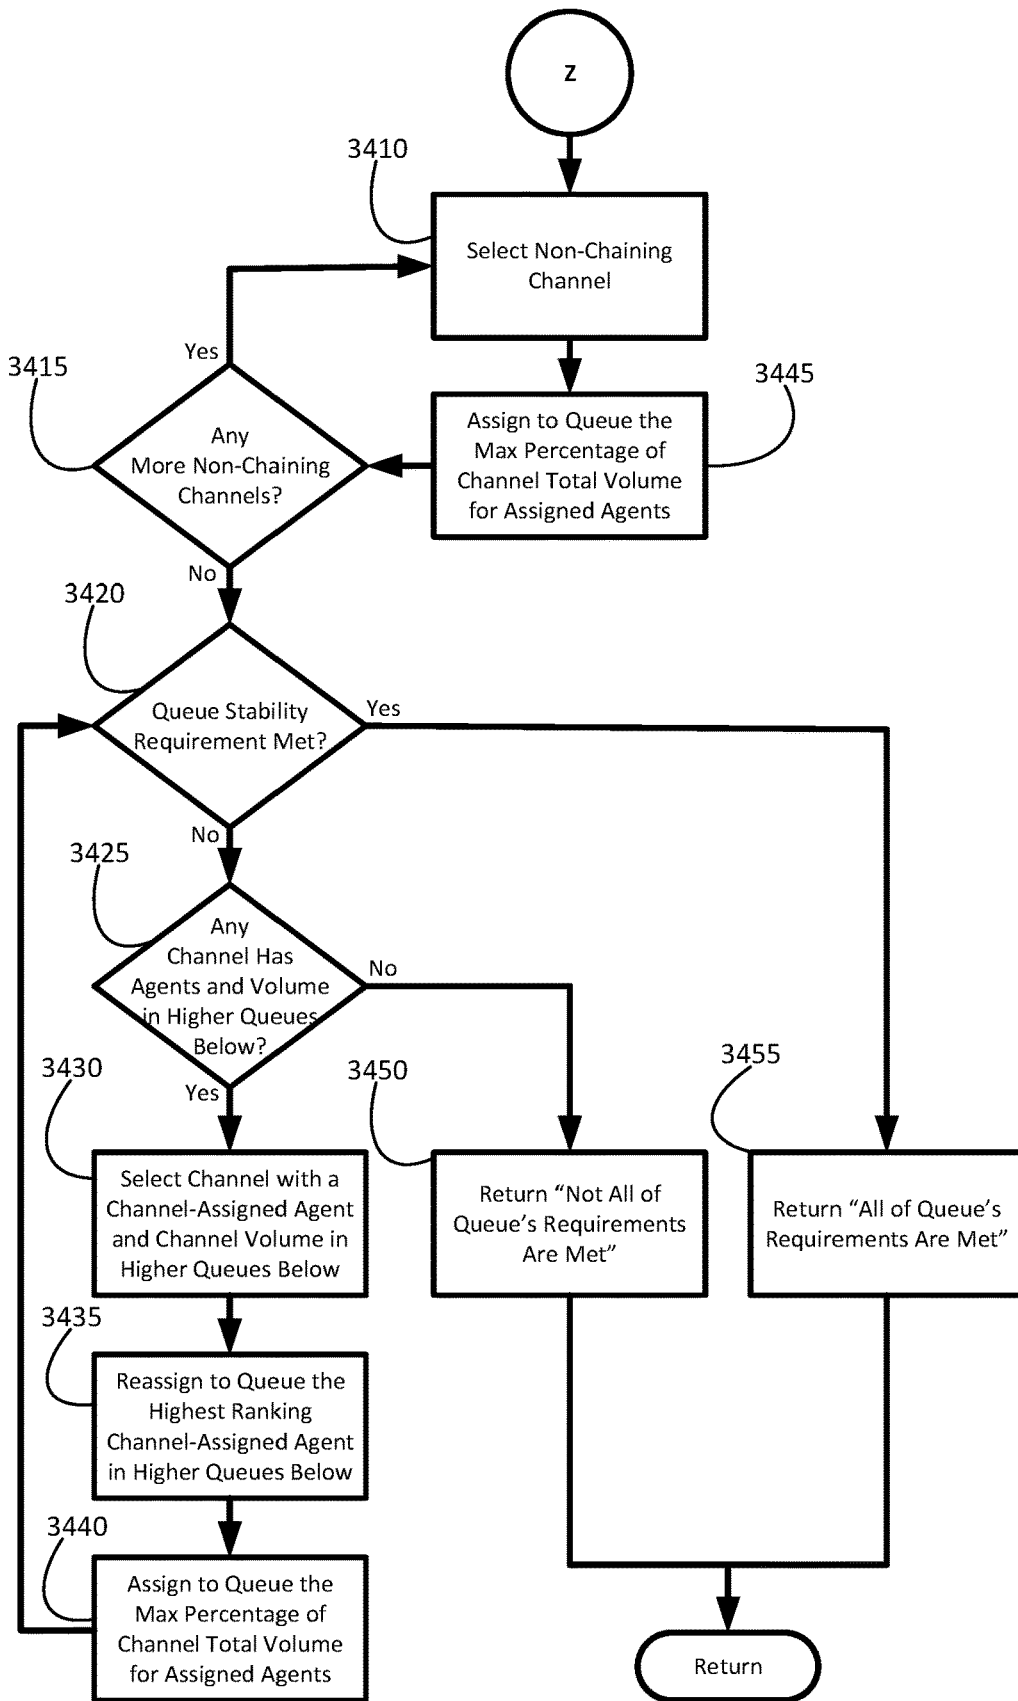 Z
3410
Select Non-Chaining
Channel
Yes
3415
3445
Any
More Non-Chaining
Channels?
Assign to Queue the
Max Percentage of
Channel Total Volume
for Assigned Agents
No
3420
Queue Stability
Requirement Met?
Yes
No
3425
Any
Channel Has
Agents and Volume
in Higher Queues
Below?
No
Yes
3430
3450
3455
Select Channel with a
Channel-Assigned Agent
and Channel Volume in
Higher Queues Below
Return “Not All of
Queue’s Requirements
Are Met”
Return “All of Queue’s
Requirements Are Met”
3435
Reassign to Queue the
Highest Ranking
Channel-Assigned Agent
in Higher Queues Below
3440
Assign to Queue the
Max Percentage of
Channel Total Volume
for Assigned Agents
Return